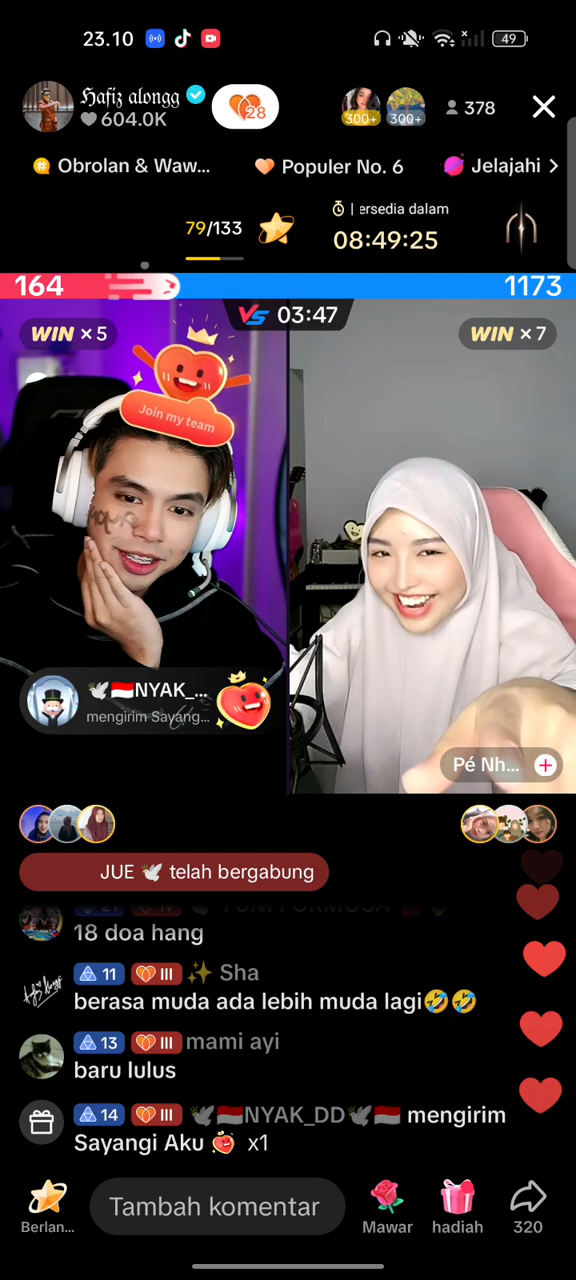 23.10
49
Hafiz alongg
604.0K
28
300+
300+
378
Obrolan & Waw...
Populer No. 6
Jelajahi
79/133
ersedia dalam
08:49:25
164
1173
VS 03:47
WIN × 5
WIN × 7
Join my team
🕊️🇮🇩NYAK_...
mengirim Sayang...
Pé Nh...
JUE 🕊️ telah bergabung
18 doa hang
11 III ✨ Sha
berasa muda ada lebih muda lagi🤣🤣
13 III mami ayi
baru lulus
14 III 🕊️🇮🇩NYAK_DD🕊️🇮🇩 mengirim
Sayangi Aku x1
Berlan...
Tambah komentar
Mawar
hadiah
320